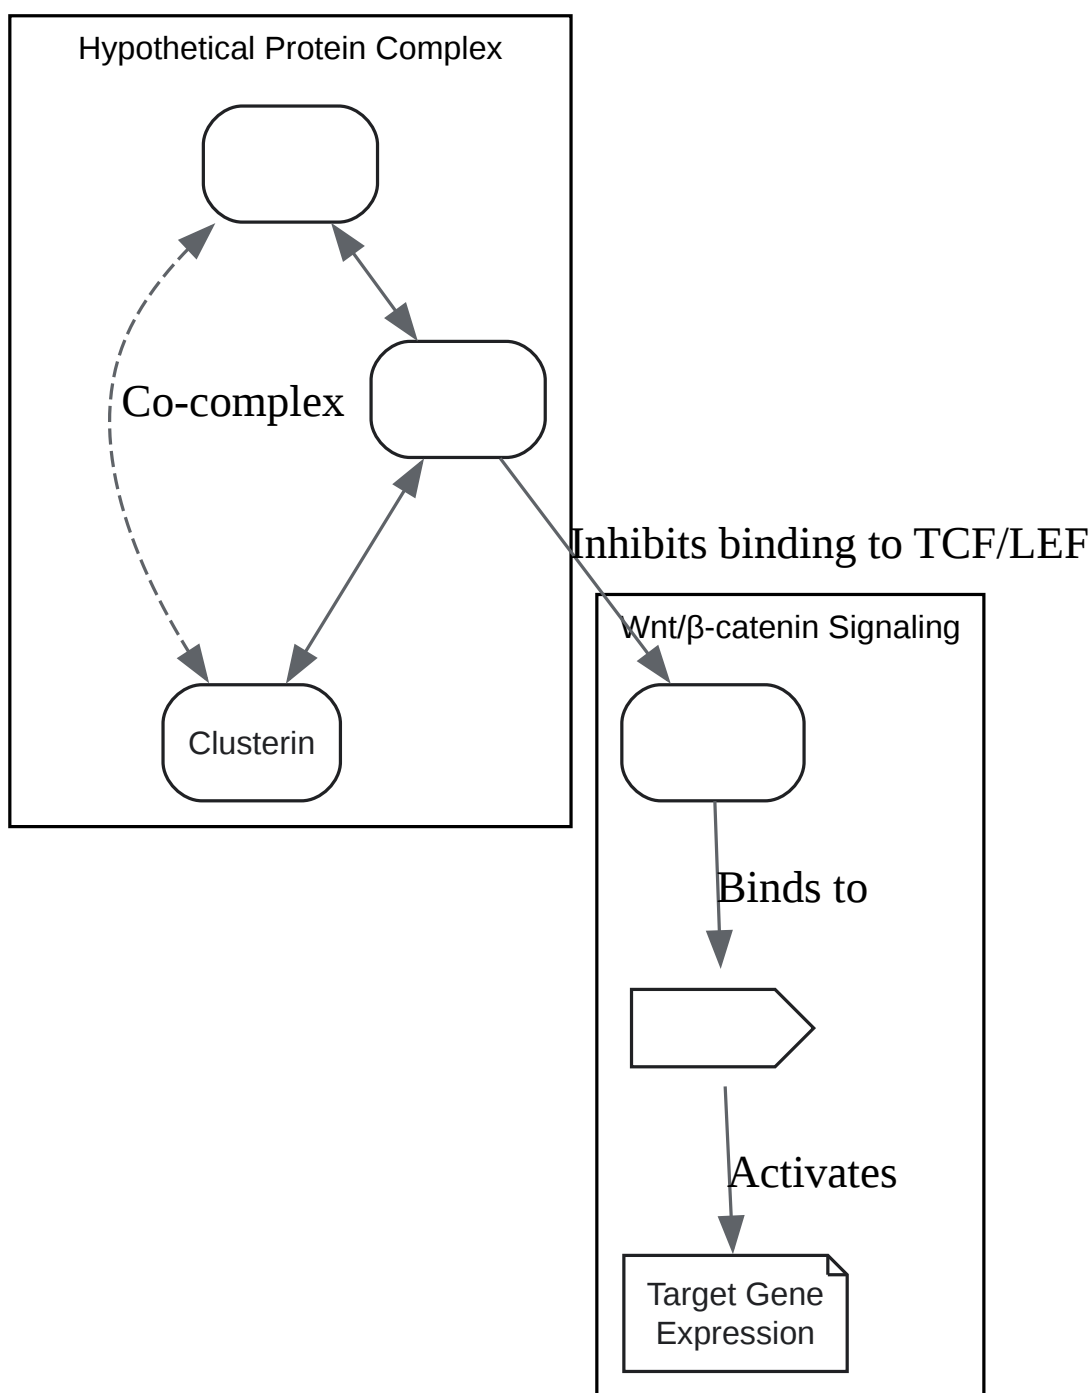 Hypothetical Protein Complex
Co-complex
Inhibits binding to TCF/LEF
Wnt/β-catenin Signaling
Clusterin
Binds to
Activates
Target Gene
Expression